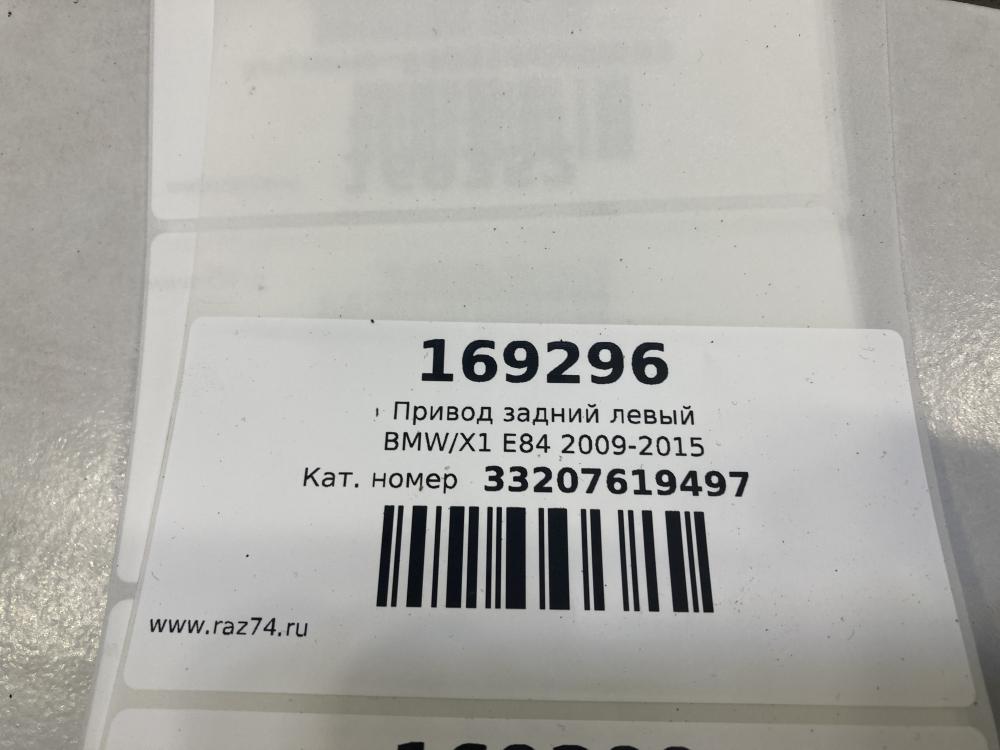 169296
Привод задний левый
BMW/X1 E84 2009-2015
Кат. номер 33207619497
www.raz74.ru